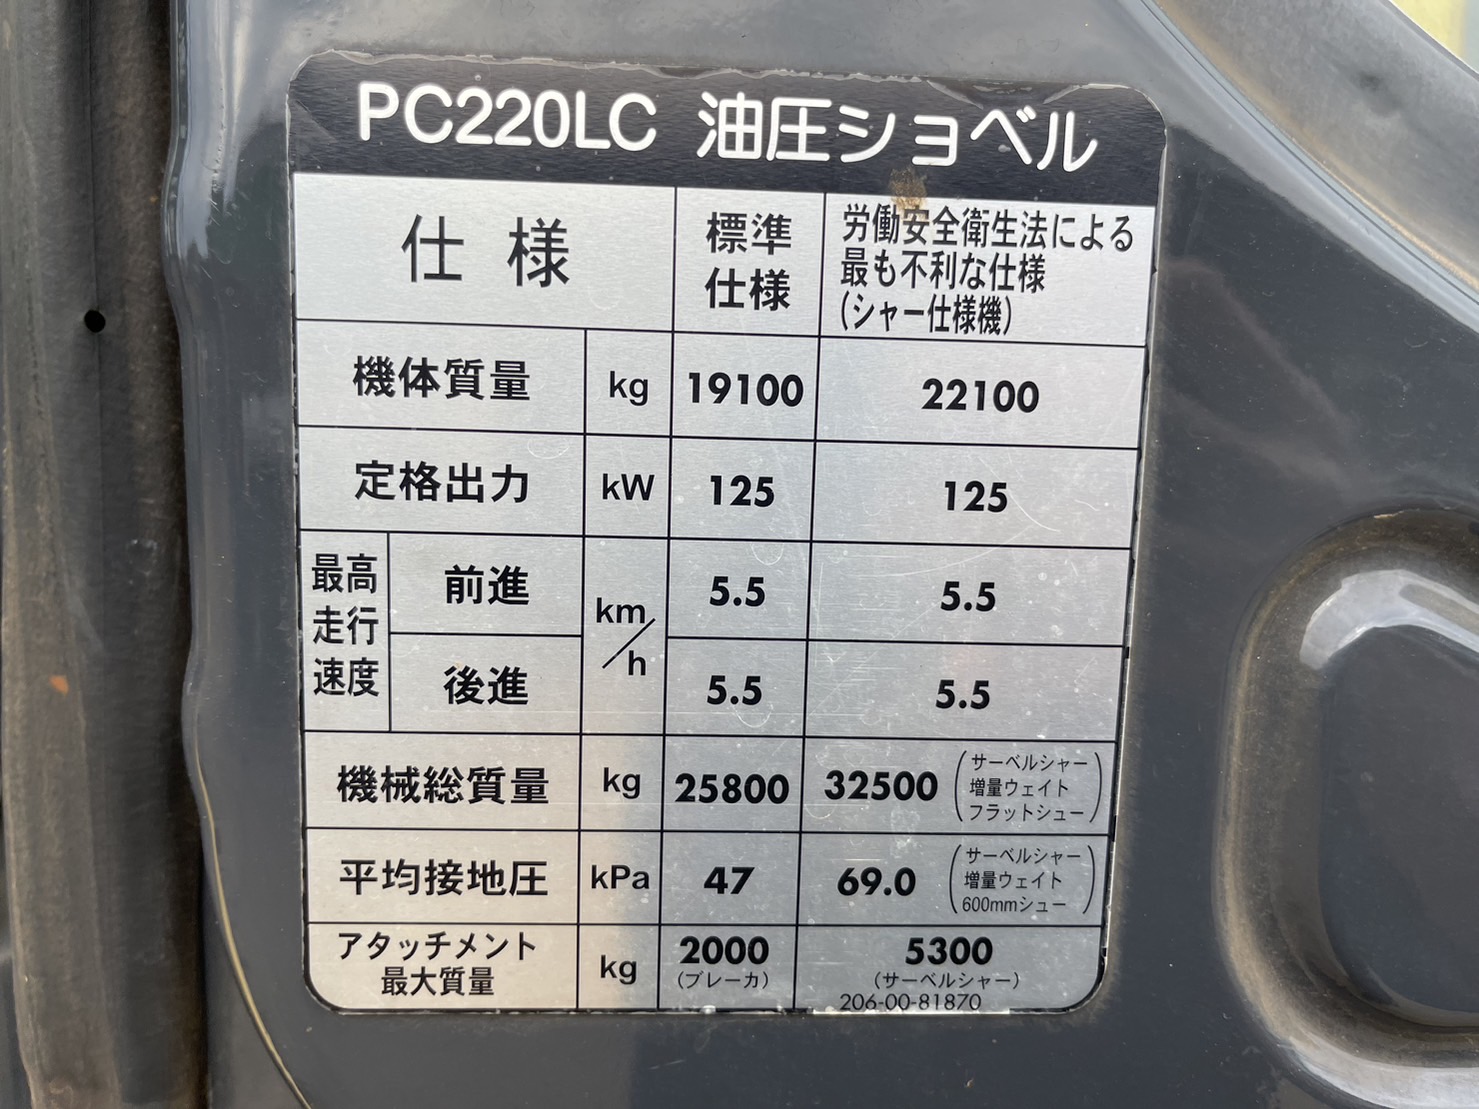 PC220LC 油圧ショベル
仕様
標準
仕様
労働安全衛生法による
最も不利な仕様
(シャー仕様機)
機体質量 kg 19100 22100
定格出力 kW 125 125
最高
走行
速度
前進 km/h 5.5 5.5
後進 5.5 5.5
機械総質量 kg 25800 32500
(サーベルシャー
増量ウェイト
フラットシュー)
平均接地圧 kPa 47 69.0
(サーベルシャー
増量ウェイト
600mmシュー)
アタッチメント
最大質量
kg 2000 5300
(ブレーカ) (サーベルシャー)
206-00-81870